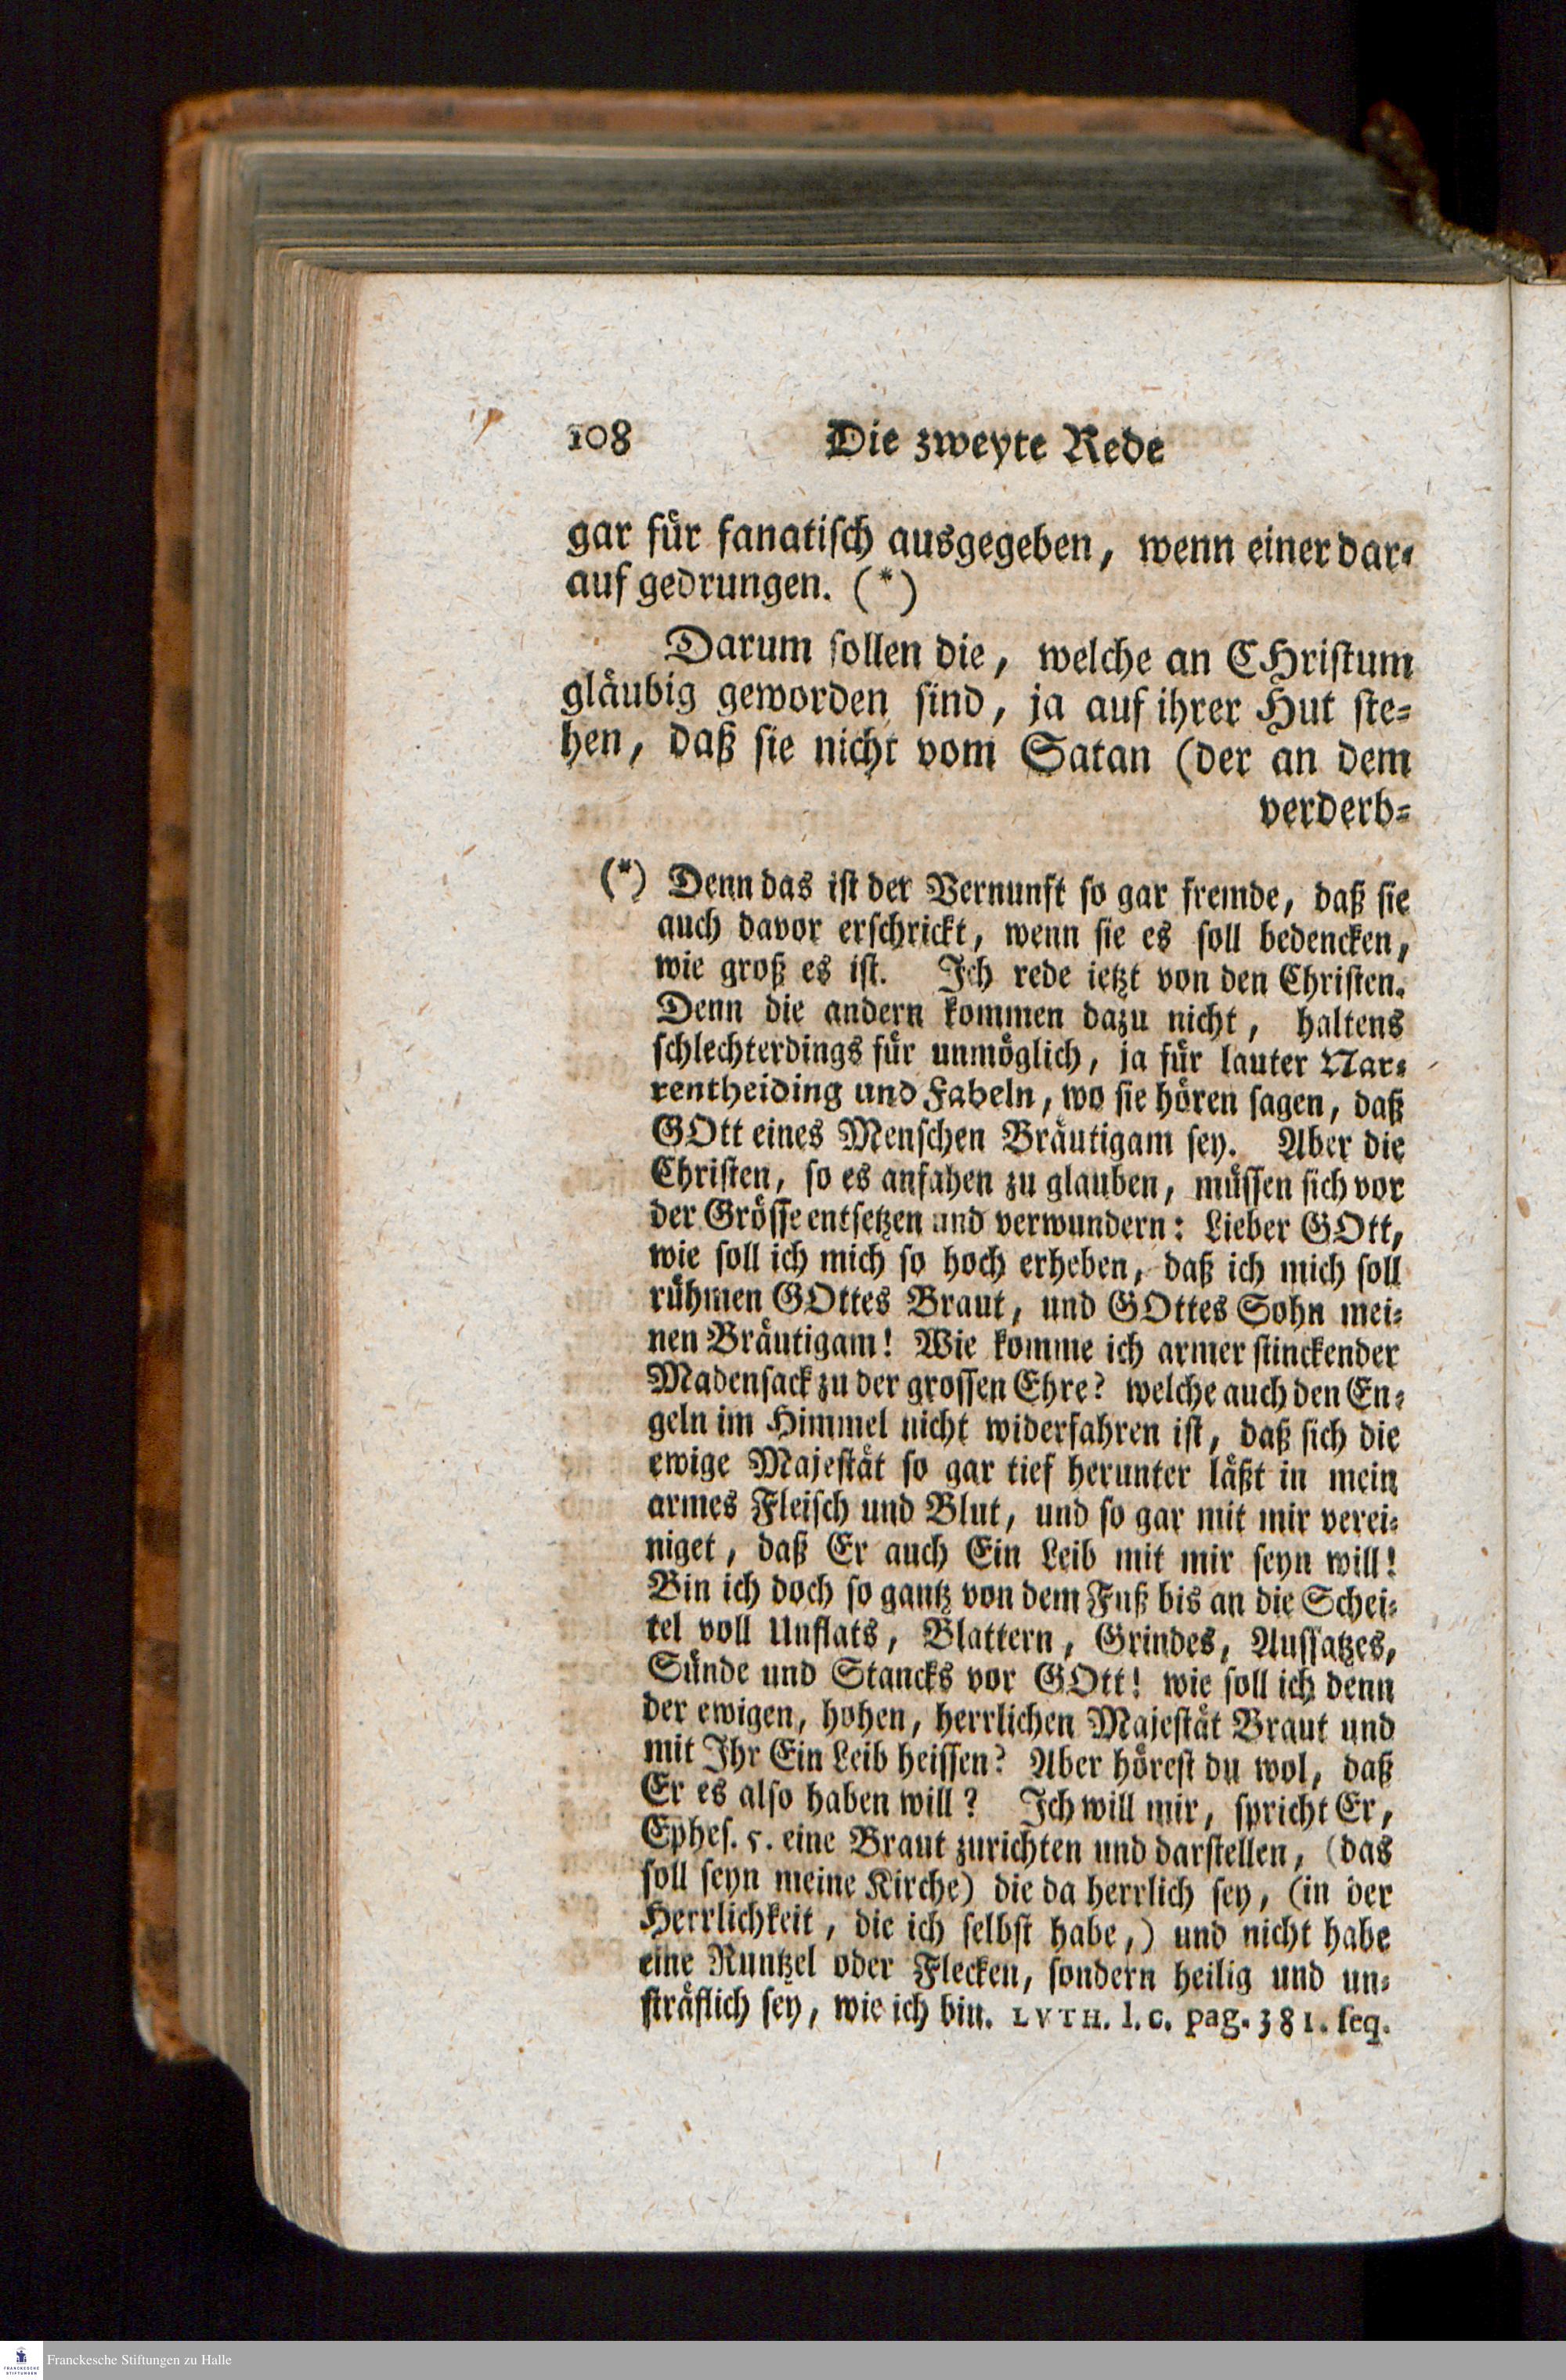 108 Die zweyte Rede
gar für fanatisch ausgegeben, wenn einer dar-
auf gedrungen. (*)
Darum sollen die, welche an CHristum
gläubig geworden sind, ja auf ihrer Hut ste-
hen, daß sie nicht vom Satan (der an dem
verderb-
(*) Denn das ist der Vernunft so gar fremde, daß sie
auch davor erschrickt, wenn sie es soll bedencken,
wie groß es ist. Ich rede ietzt von den Christen.
Denn die andern kommen dazu nicht, haltens
schlechterdings für unmöglich, ja für lauter Nar-
rentheiding und Fabeln, wo sie hören sagen, daß
GOtt eines Menschen Bräutigam sey. Aber die
Christen, so es anfahen zu glauben, müssen sich vor
der Grösse entsetzen und verwundern: Lieber GOtt,
wie soll ich mich so hoch erheben, daß ich mich soll
rühmen GOttes Braut, und GOttes Sohn mei-
nen Bräutigam! Wie komme ich armer stinckender
Madensack zu der grossen Ehre? welche auch den En-
geln im Himmel nicht widerfahren ist, daß sich die
ewige Majestät so gar tief herunter läßt in mein
armes Fleisch und Blut, und so gar mit mir verei-
niget, daß Er auch Ein Leib mit mir seyn will!
Bin ich doch so gantz von dem Fuß bis an die Schei-
tel voll Unflats, Blattern, Grindes, Aussatzes,
Sünde und Stancks vor GOtt! wie soll ich denn
der ewigen, hohen, herrlichen Majestät Braut und
mit Ihr Ein Leib heissen? Aber hörest du wol, daß
Er es also haben will? Ich will mir, spricht Er,
Ephes. 5. eine Braut zurichten und darstellen, (das
soll seyn meine Kirche) die da herrlich sey, (in der
Herrlichkeit, die ich selbst habe,) und nicht habe
eine Runtzel oder Flecken, sondern heilig und un-
sträflich sey, wie ich bin. LVTH. l. c. pag. 381. seq.
FRANCKESCHE
STIFTUNGEN
Franckesche Stiftungen zu Halle